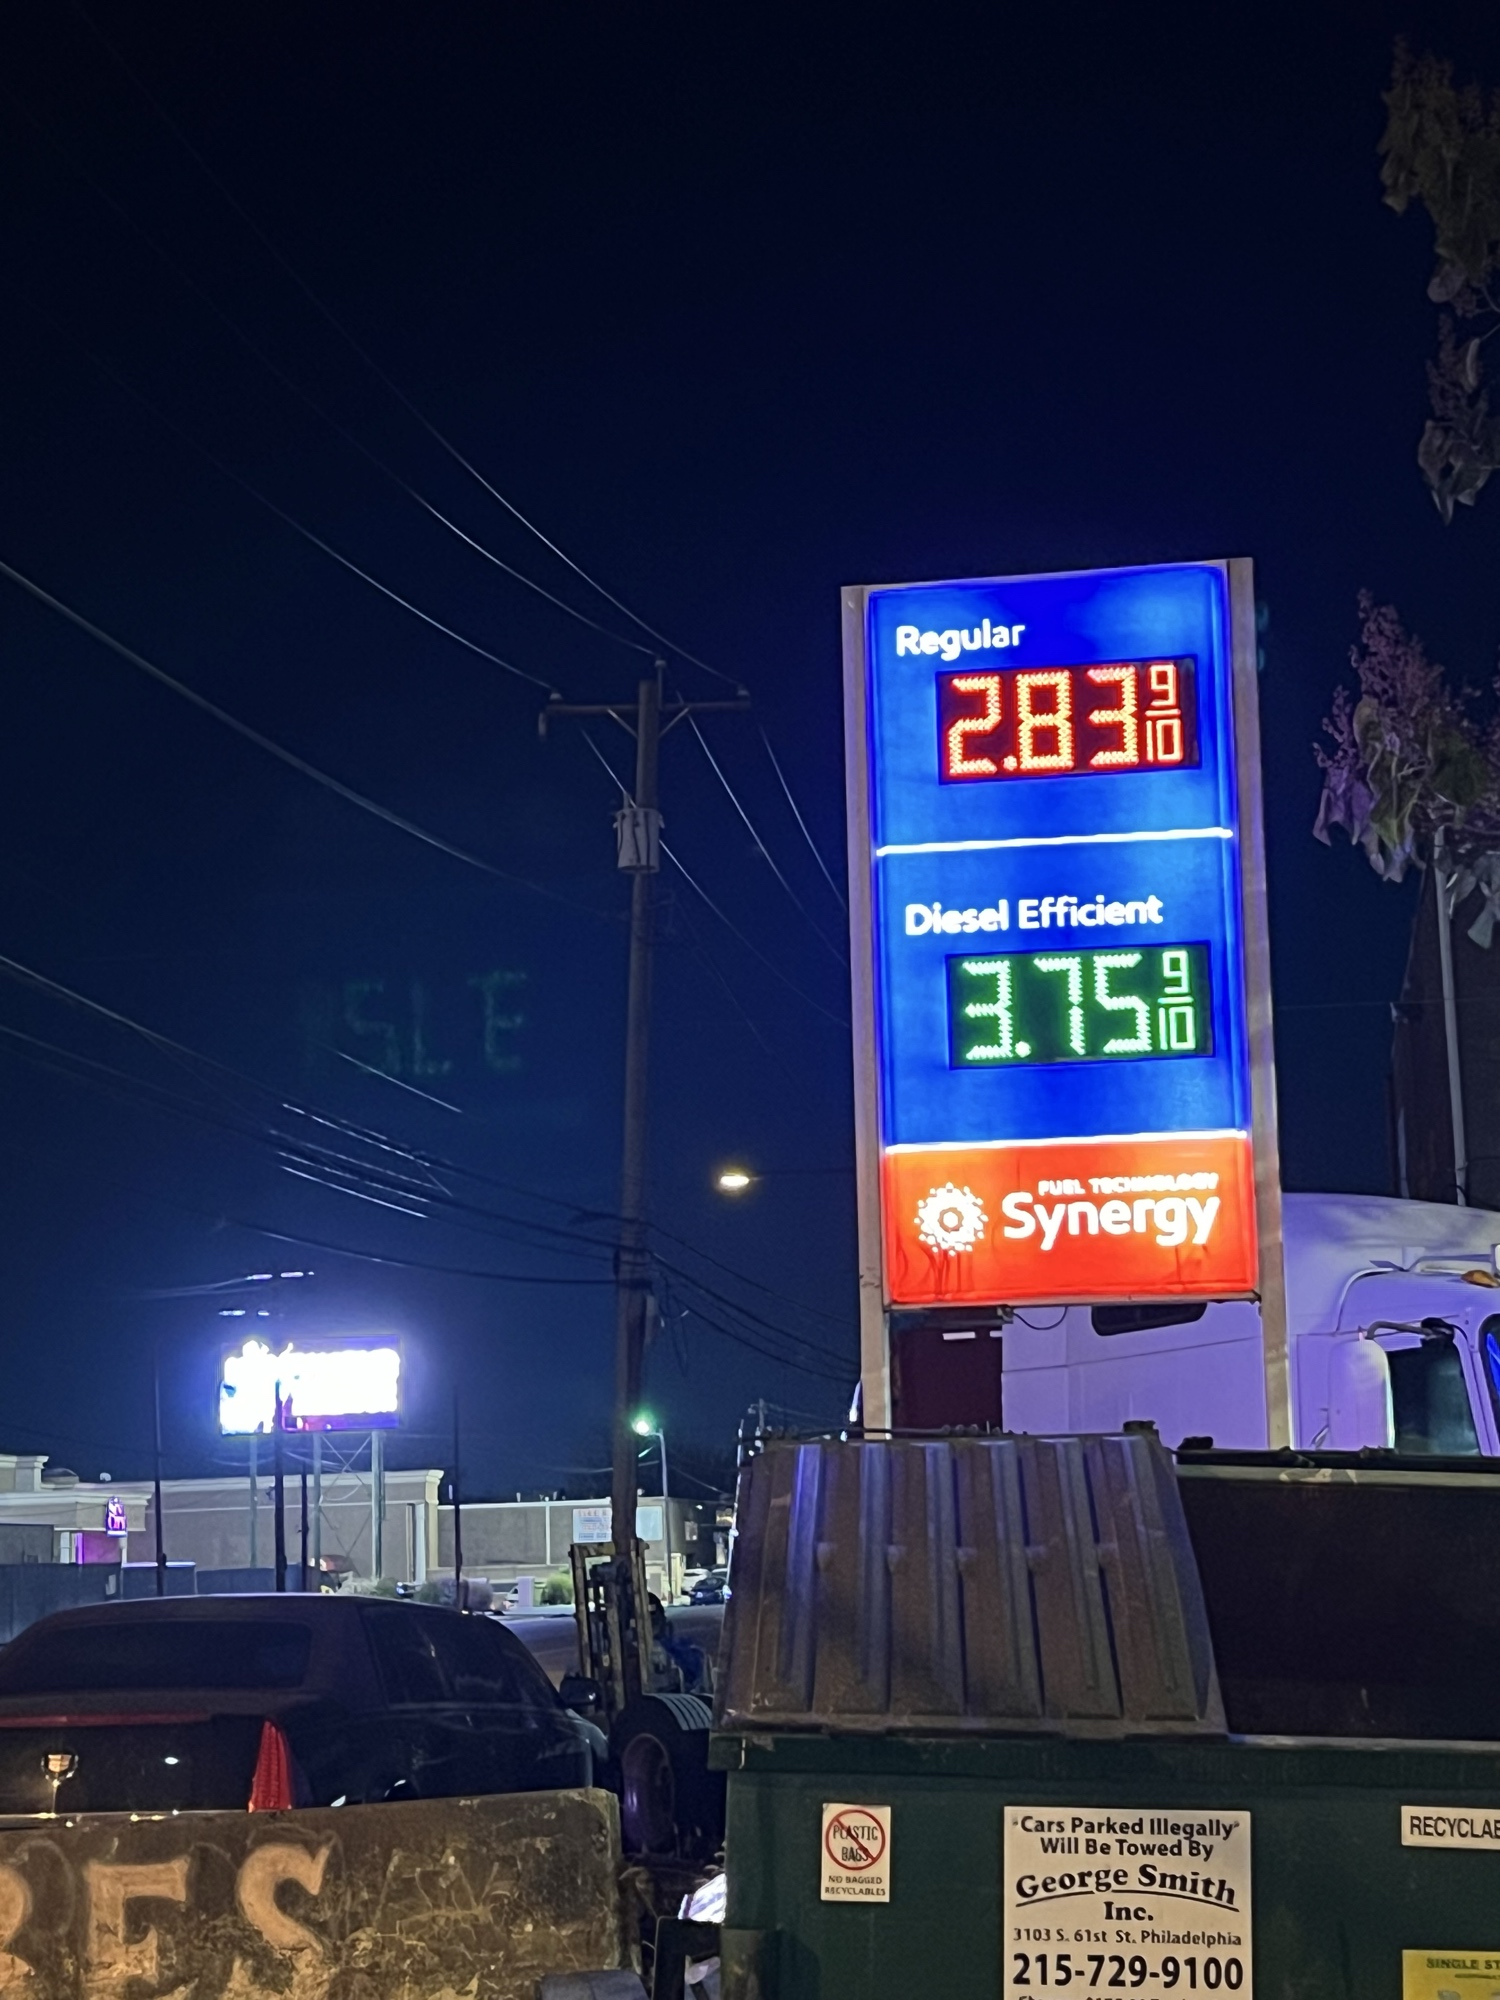 Regular
2.83 9/10
Diesel Efficient
3.75 9/10
FUEL TECHNOLOGY
Synergy
PLASTIC
BAGS
NO BAGGED
RECYCLABLES
"Cars Parked Illegally"
Will Be Towed By
George Smith
Inc.
3103 S. 61st St. Philadelphia
215-729-9100
RES